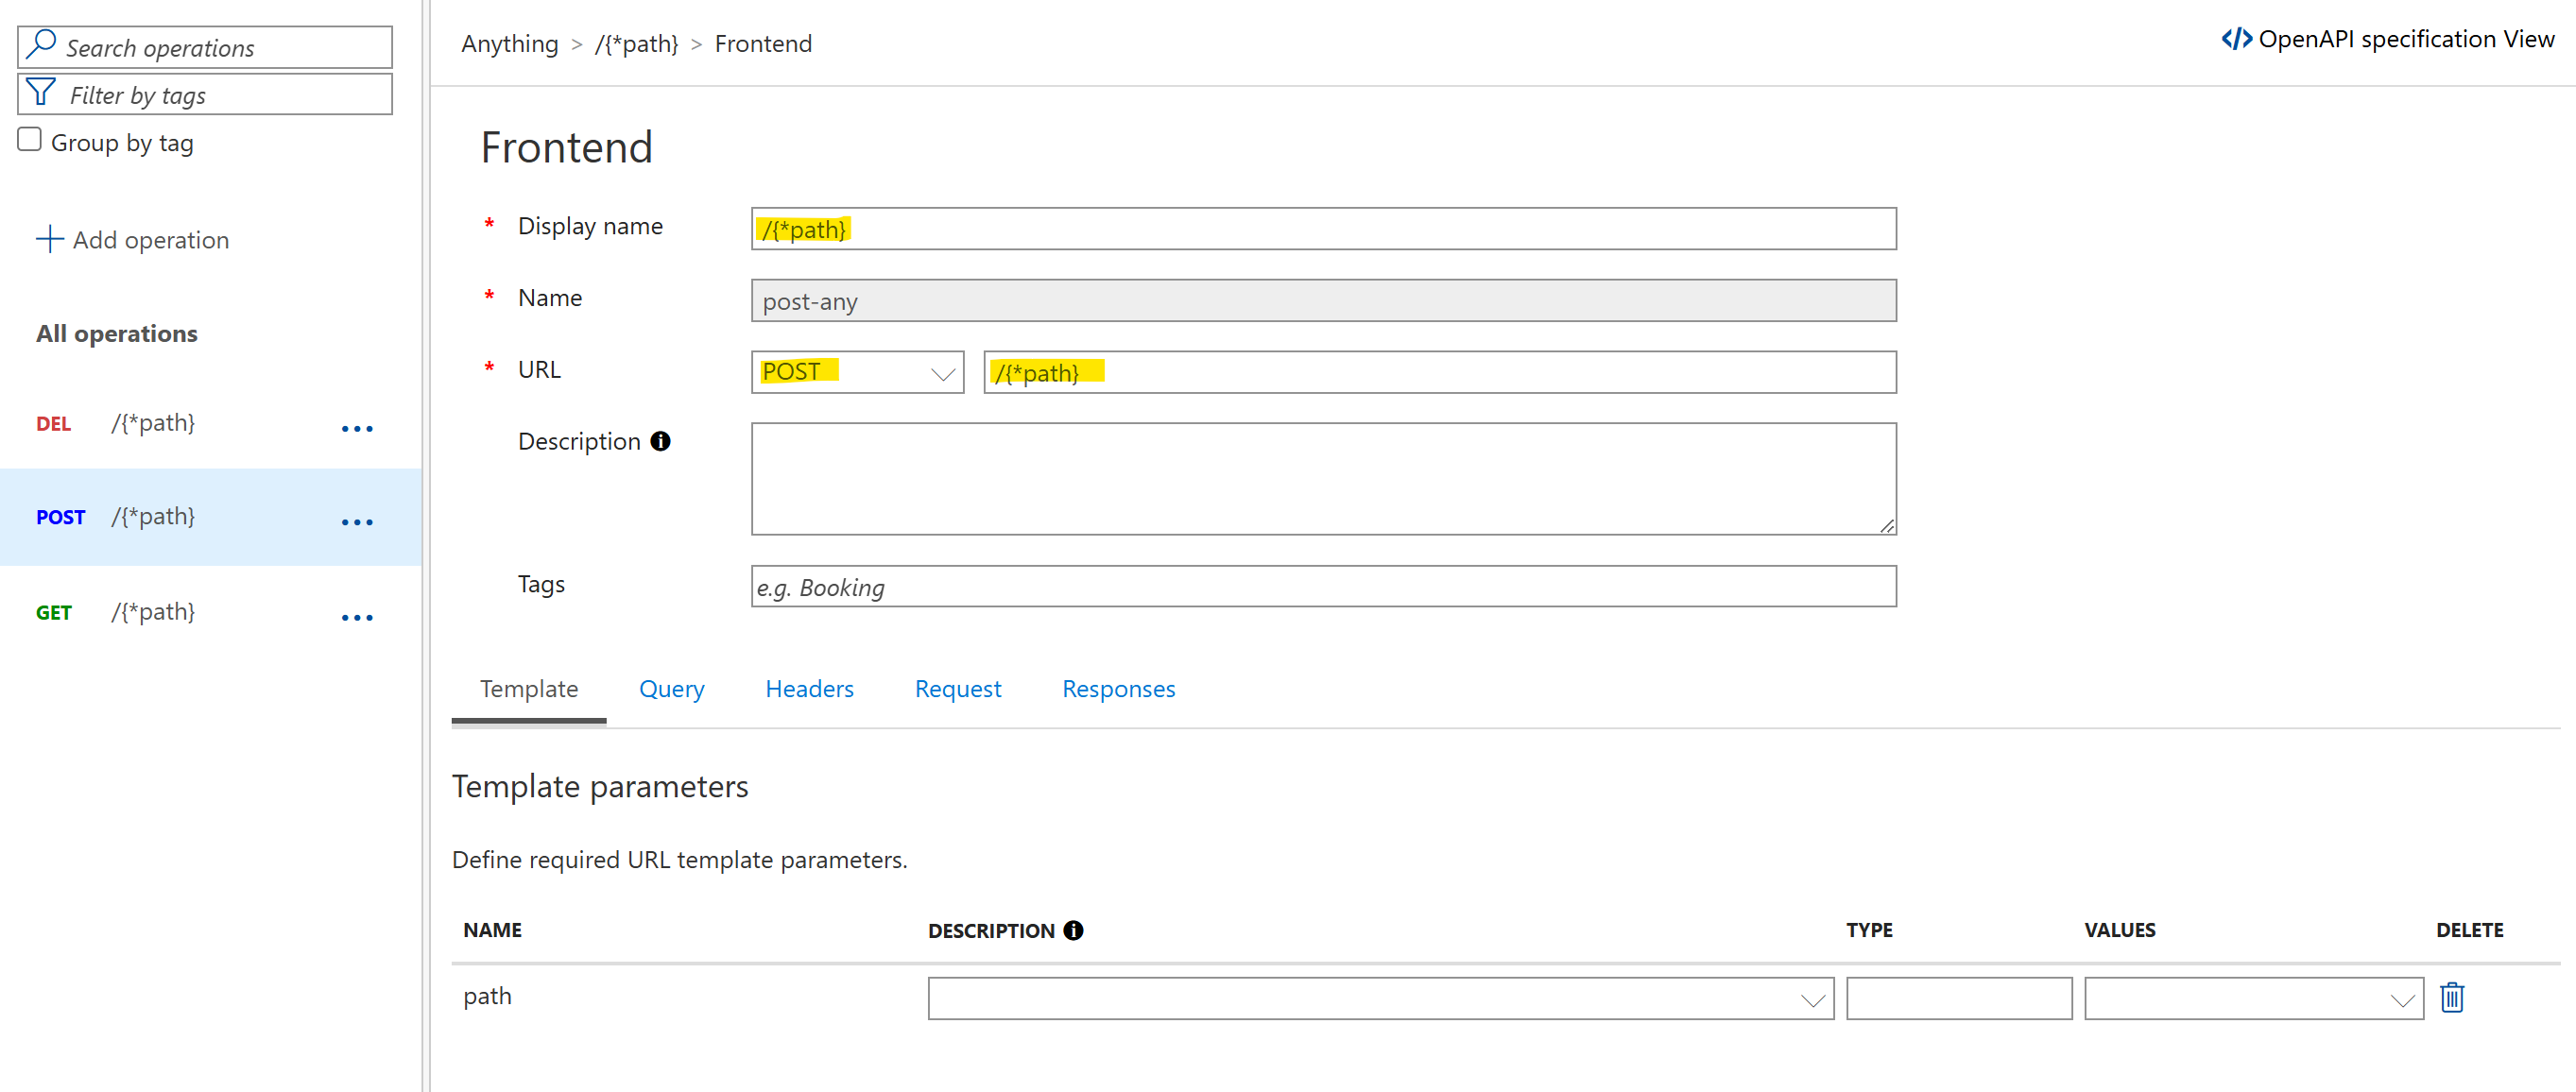 Search operations
Filter by tags
Group by tag
Add operation
All operations
DEL /{*path} ...
POST /{*path} ...
GET /{*path} ...
Anything > /{*path} > Frontend
</> OpenAPI specification View
Frontend
* Display name /{*path}
* Name post-any
* URL POST /{*path}
Description
Tags e.g. Booking
Template Query Headers Request Responses
Template parameters
Define required URL template parameters.
NAME DESCRIPTION TYPE VALUES DELETE
path